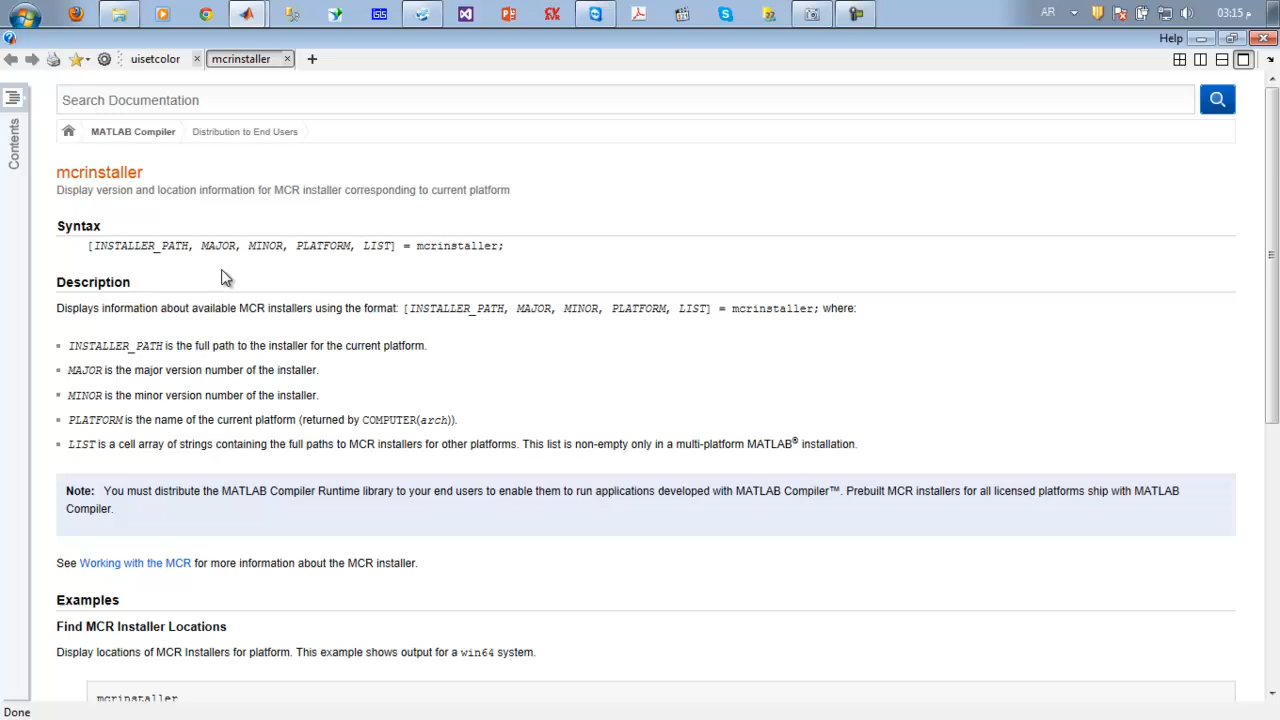 AR
03:15 م
Help
uisetcolor
mcrinstaller
Search Documentation
MATLAB Compiler
Distribution to End Users
Contents
mcrinstaller
Display version and location information for MCR installer corresponding to current platform
Syntax
[INSTALLER_PATH, MAJOR, MINOR, PLATFORM, LIST] = mcrinstaller;
Description
Displays information about available MCR installers using the format: [INSTALLER_PATH, MAJOR, MINOR, PLATFORM, LIST] = mcrinstaller; where:
INSTALLER_PATH is the full path to the installer for the current platform.
MAJOR is the major version number of the installer.
MINOR is the minor version number of the installer.
PLATFORM is the name of the current platform (returned by COMPUTER(arch)).
LIST is a cell array of strings containing the full paths to MCR installers for other platforms. This list is non-empty only in a multi-platform MATLAB® installation.
Note: You must distribute the MATLAB Compiler Runtime library to your end users to enable them to run applications developed with MATLAB Compiler™. Prebuilt MCR installers for all licensed platforms ship with MATLAB
Compiler.
See Working with the MCR for more information about the MCR installer.
Examples
Find MCR Installer Locations
Display locations of MCR Installers for platform. This example shows output for a win64 system.
mcrinstaller
Done